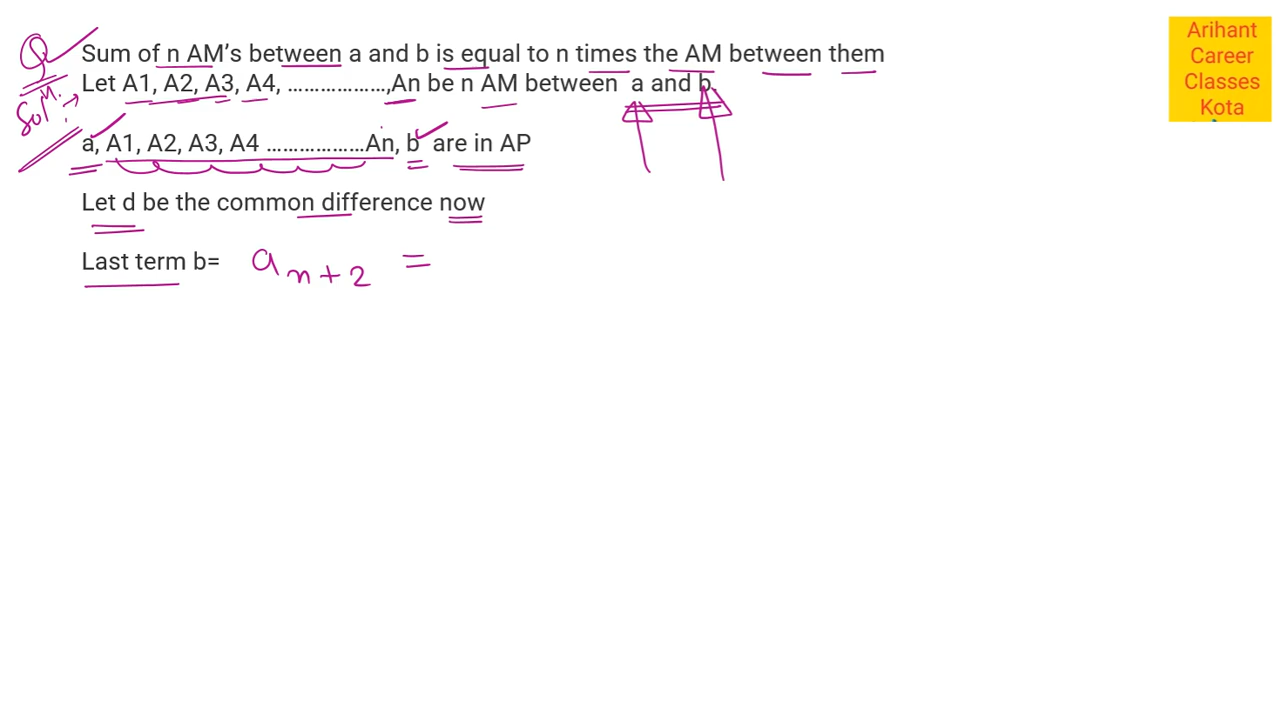 Q Sum of n AM's between a and b is equal to n times the AM between them
Solⁿ. :→ Let A1, A2, A3, A4, ………………,An be n AM between a and b.
a, A1, A2, A3, A4 ………………An, b are in AP
Let d be the common difference now
Last term b= a n+2 =
Arihant
Career
Classes
Kota